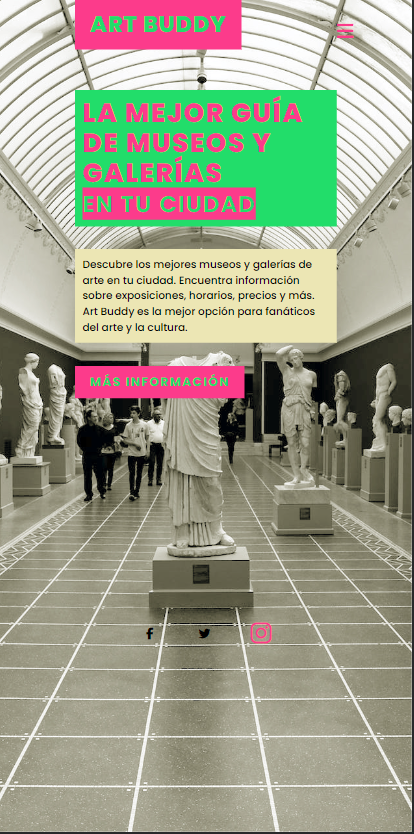 ART BUDDY
LA MEJOR GUÍA
DE MUSEOS Y
GALERÍAS
EN TU CIUDAD
Descubre los mejores museos y galerías de
arte en tu ciudad. Encuentra información
sobre exposiciones, horarios, precios y más.
Art Buddy es la mejor opción para fanáticos
del arte y la cultura.
MÁS INFORMACIÓN